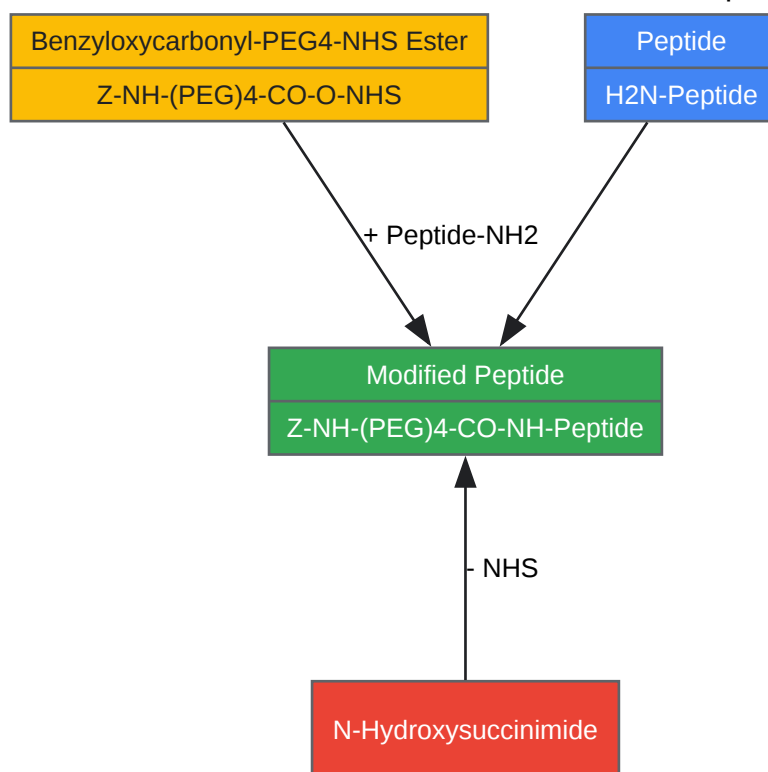 Benzyloxycarbonyl-PEG4-NHS Ester
Z-NH-(PEG)4-CO-O-NHS
Peptide
H2N-Peptide
+ Peptide-NH2
Modified Peptide
Z-NH-(PEG)4-CO-NH-Peptide
- NHS
N-Hydroxysuccinimide